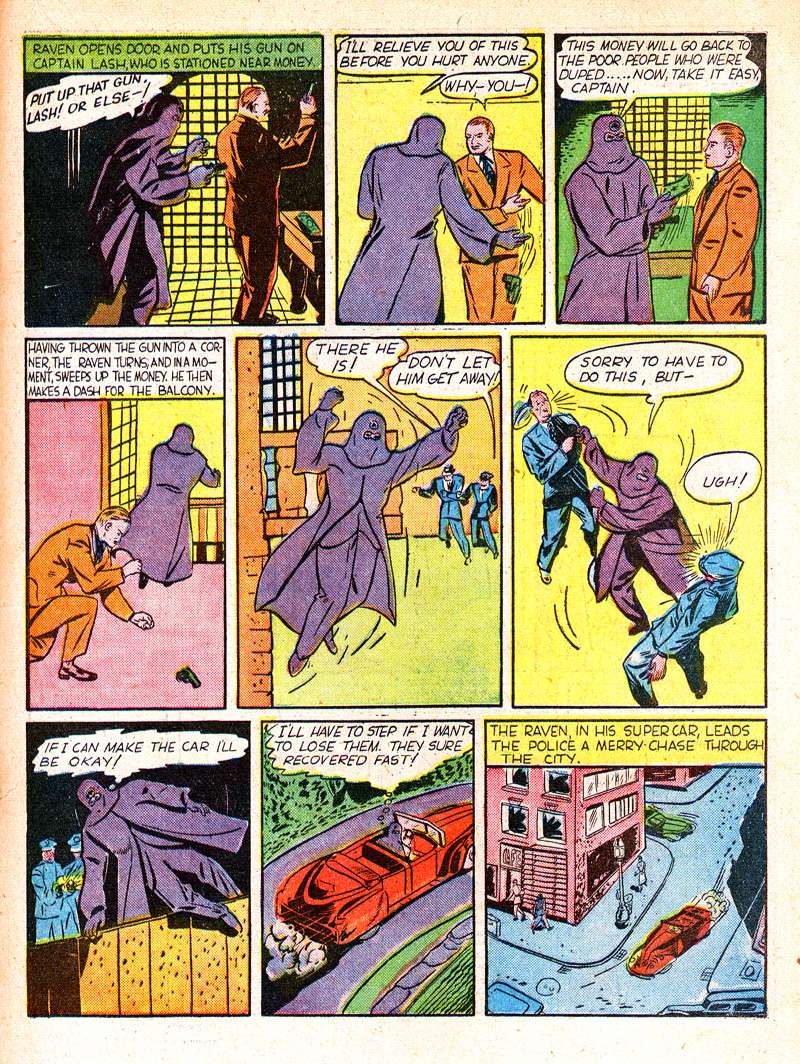 RAVEN OPENS DOOR AND PUTS HIS GUN ON
CAPTAIN LASH, WHO IS STATIONED NEAR MONEY.
PUT UP THAT GUN,
LASH! OR ELSE—!
I'LL RELIEVE YOU OF THIS
BEFORE YOU HURT ANYONE.
WHY—YOU—!
THIS MONEY WILL GO BACK TO
THE POOR PEOPLE WHO WERE
DUPED.....NOW, TAKE IT EASY,
CAPTAIN.
HAVING THROWN THE GUN INTO A COR-
NER, THE RAVEN TURNS, AND IN A MO-
MENT, SWEEPS UP THE MONEY. HE THEN
MAKES A DASH FOR THE BALCONY.
THERE HE
IS!
DON'T LET
HIM GET AWAY!
SORRY TO HAVE TO
DO THIS, BUT—
UGH!
IF I CAN MAKE THE CAR I'LL
BE OKAY!
I'LL HAVE TO STEP IF I WANT
TO LOSE THEM. THEY SURE
RECOVERED FAST!
THE RAVEN, IN HIS SUPER CAR, LEADS
THE POLICE A MERRY-CHASE THROUGH
THE CITY.